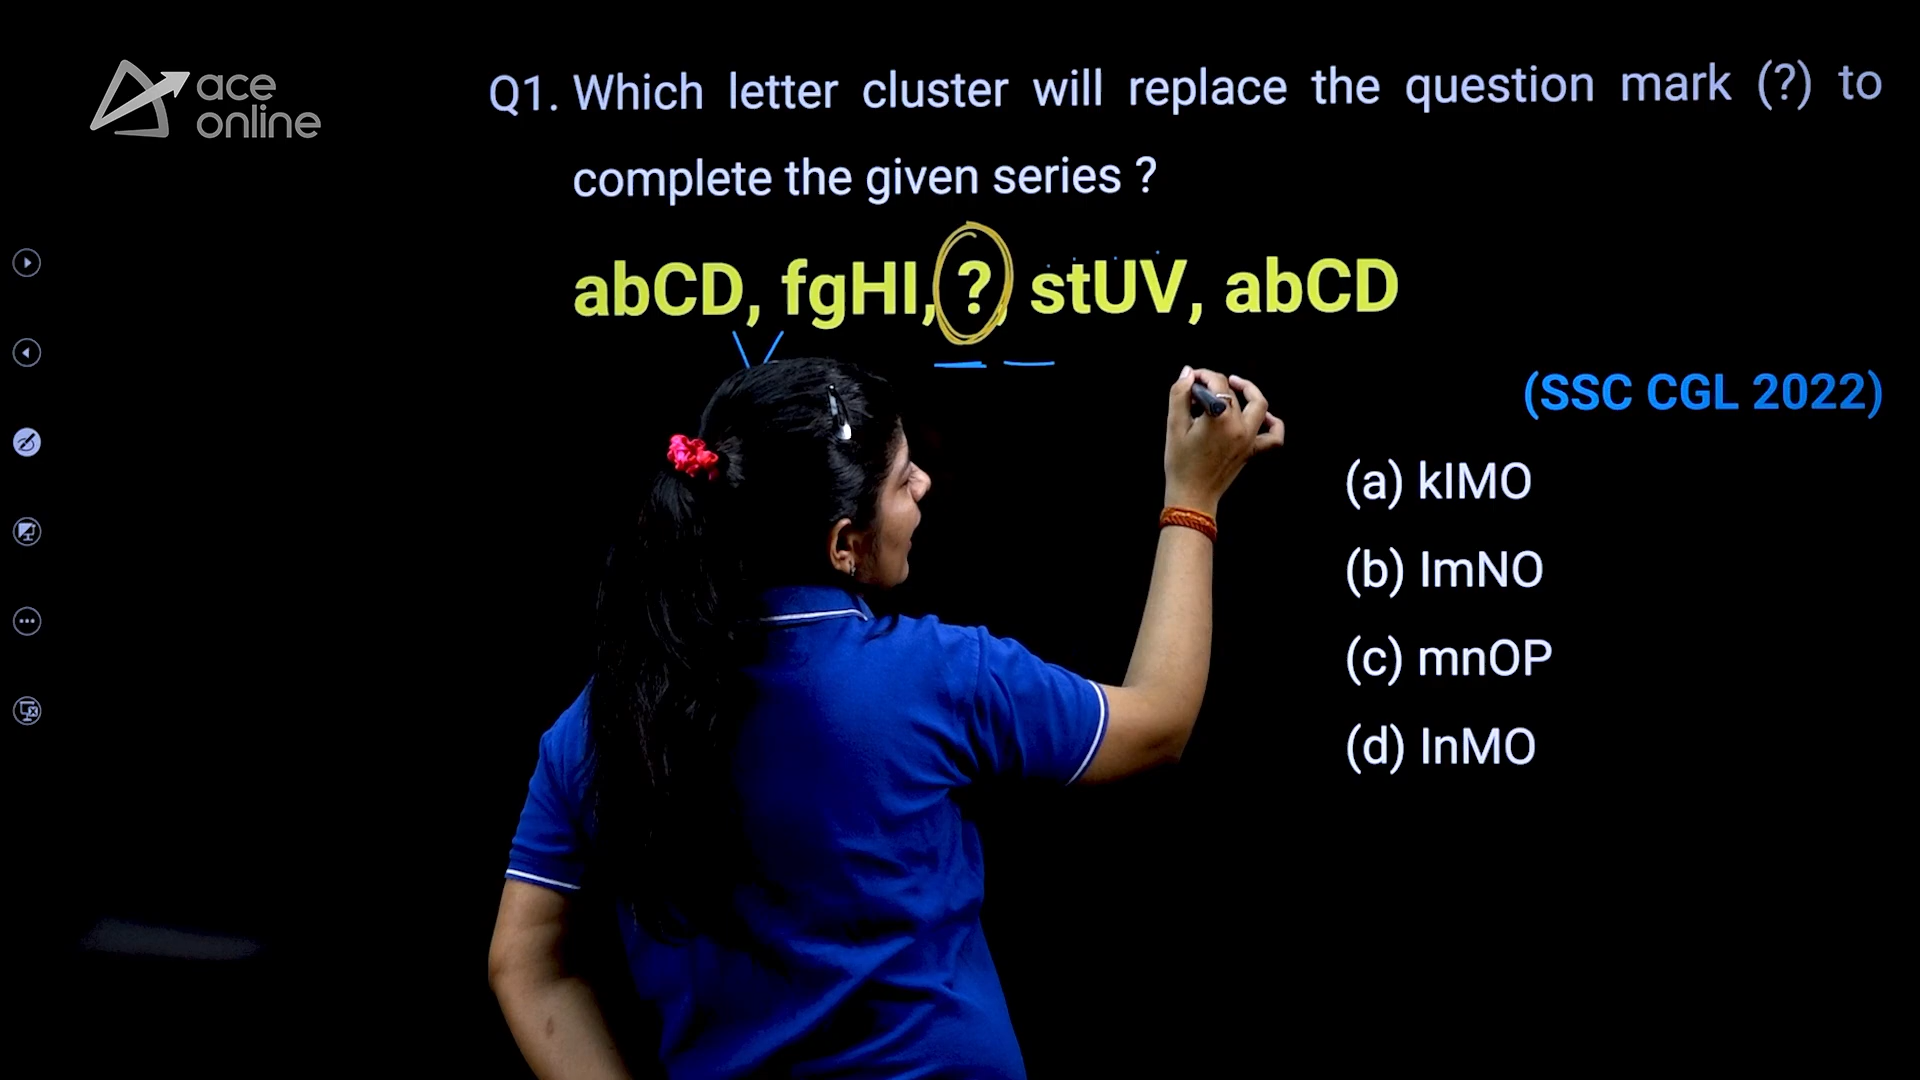 ace
online
Q1. Which letter cluster will replace the question mark (?) to
complete the given series ?
abCD, fgHI, ?, stUV, abCD
(SSC CGL 2022)
(a) klMO
(b) lmNO
(c) mnOP
(d) lnMO